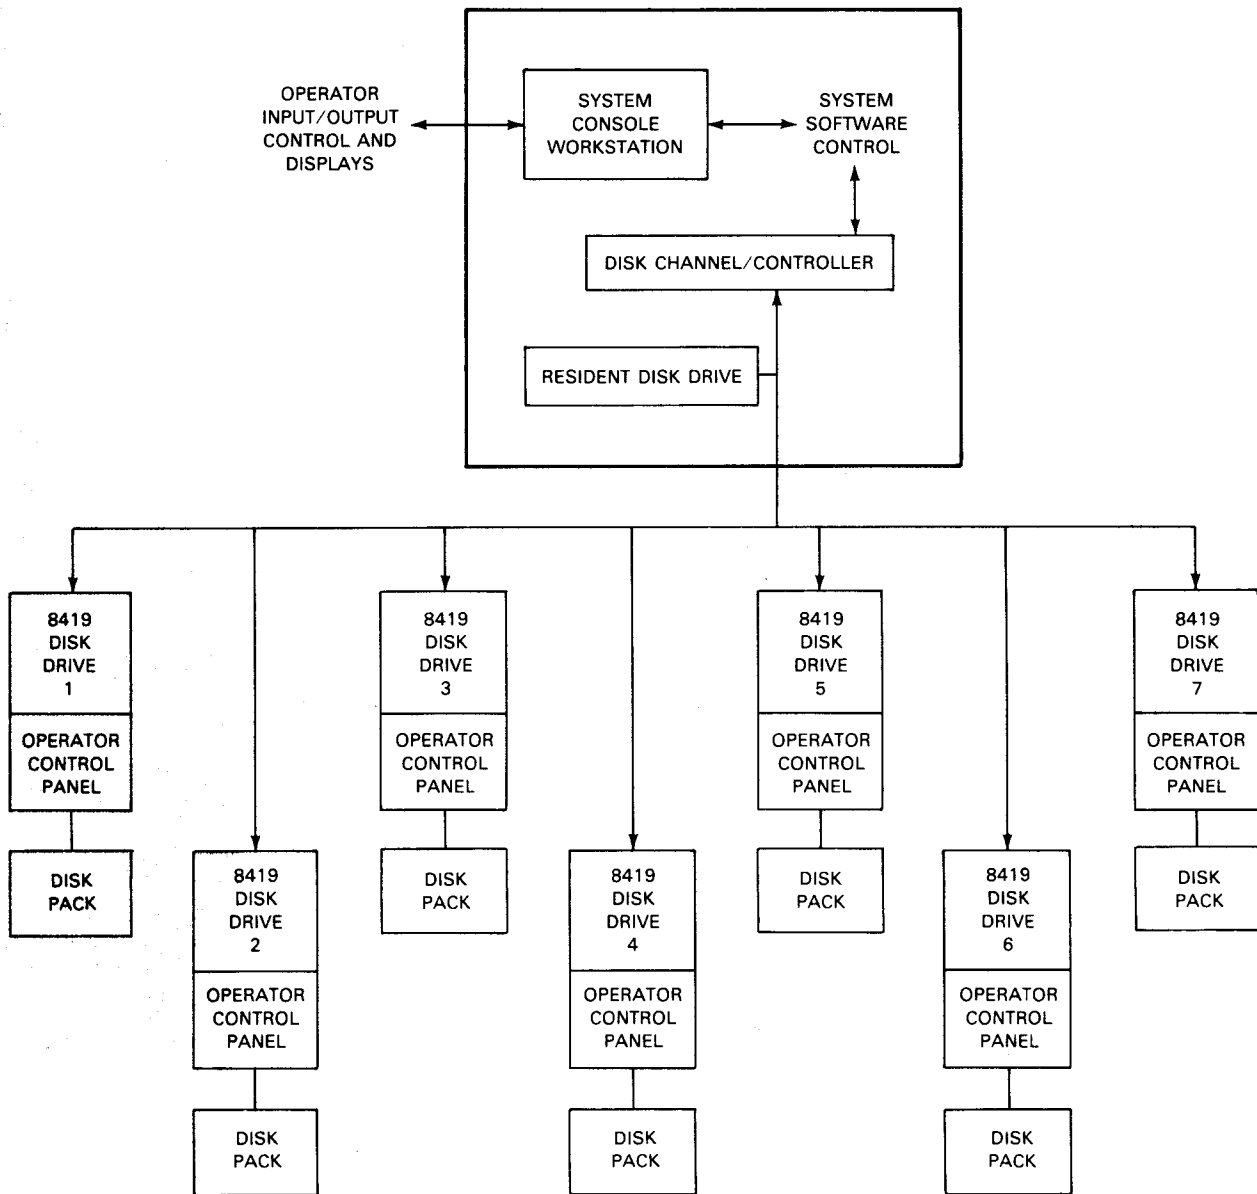 OPERATOR
INPUT/OUTPUT
CONTROL AND
DISPLAYS
SYSTEM
CONSOLE
WORKSTATION
SYSTEM
SOFTWARE
CONTROL
DISK CHANNEL/CONTROLLER
RESIDENT DISK DRIVE
8419
DISK
DRIVE
1
OPERATOR
CONTROL
PANEL
DISK
PACK
8419
DISK
DRIVE
2
OPERATOR
CONTROL
PANEL
DISK
PACK
8419
DISK
DRIVE
3
OPERATOR
CONTROL
PANEL
DISK
PACK
8419
DISK
DRIVE
4
OPERATOR
CONTROL
PANEL
DISK
PACK
8419
DISK
DRIVE
5
OPERATOR
CONTROL
PANEL
DISK
PACK
8419
DISK
DRIVE
6
OPERATOR
CONTROL
PANEL
DISK
PACK
8419
DISK
DRIVE
7
OPERATOR
CONTROL
PANEL
DISK
PACK